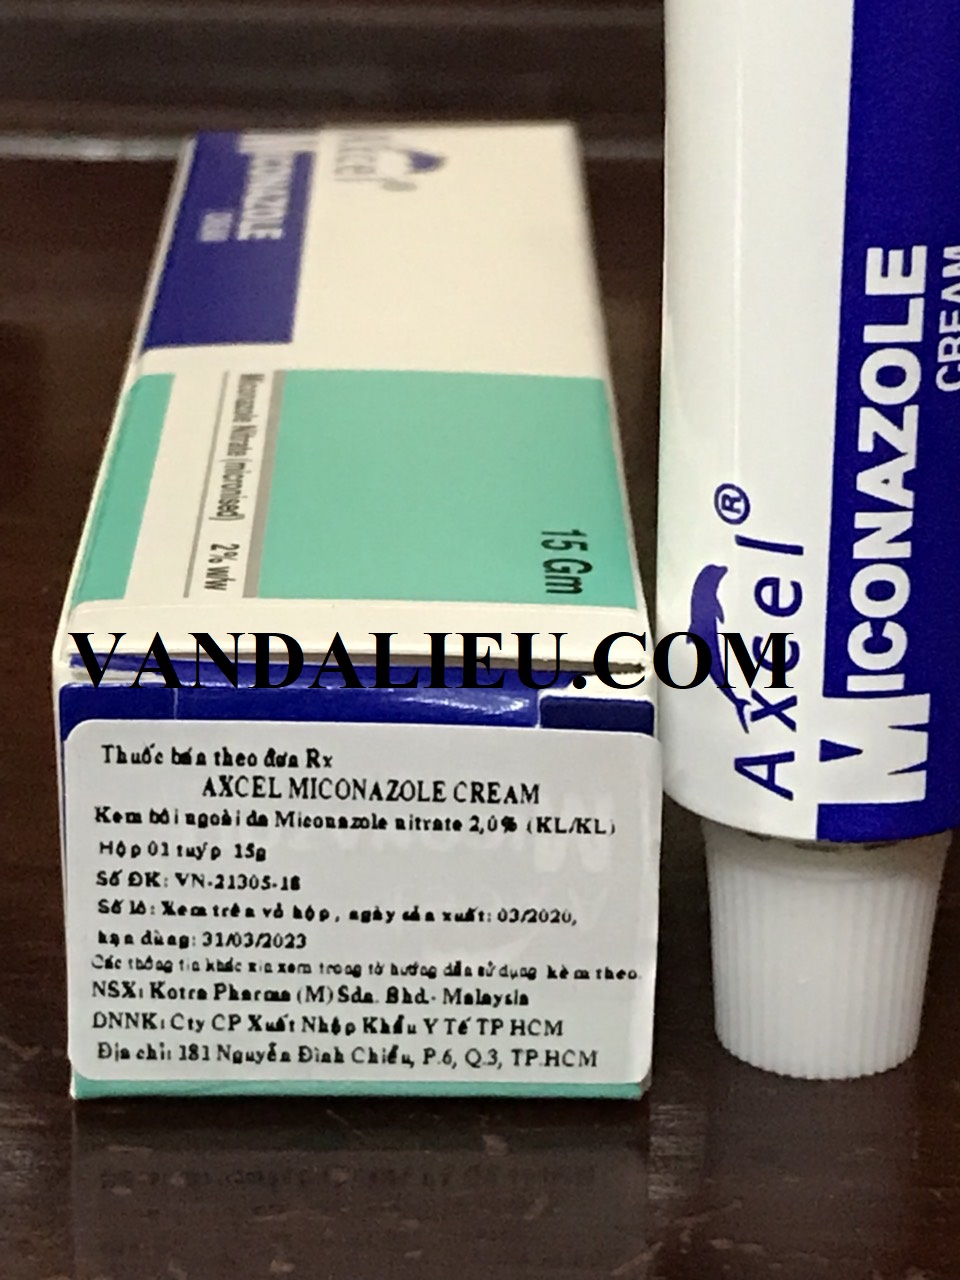 Axcel
MICONAZOLE
CREAM
Miconazole Nitrate (micronised) 2% w/w
15 Gm
Axcel®
MICONAZOLE
CREAM
VANDALIEU.COM
Thuốc bán theo đơn Rx
AXCEL MICONAZOLE CREAM
Kem bôi ngoài da Miconazole nitrate 2,0% (KL/KL)
Hộp 01 tuýp 15g
Số ĐK: VN-21305-18
Số lô: Xem trên vỏ hộp, ngày sản xuất: 03/2020,
hạn dùng: 31/03/2023
Các thông tin khác xin xem trong tờ hướng dẫn sử dụng kèm theo.
NSX: Kotra Pharma (M) Sdn. Bhd.- Malaysia
DNNK: Cty CP Xuất Nhập Khẩu Y Tế TP HCM
Địa chỉ: 181 Nguyễn Đình Chiểu, P.6, Q.3, TP.HCM